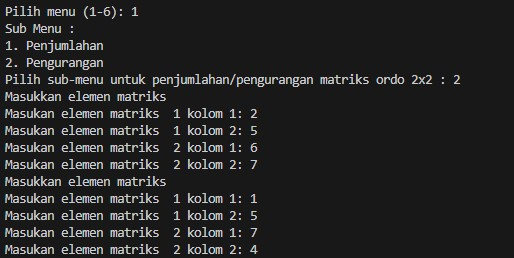 Pilih menu (1-6): 1
Sub Menu :
1. Penjumlahan
2. Pengurangan
Pilih sub-menu untuk penjumlahan/pengurangan matriks ordo 2x2 : 2
Masukkan elemen matriks
Masukan elemen matriks  1 kolom 1: 2
Masukan elemen matriks  1 kolom 2: 5
Masukan elemen matriks  2 kolom 1: 6
Masukan elemen matriks  2 kolom 2: 7
Masukkan elemen matriks
Masukan elemen matriks  1 kolom 1: 1
Masukan elemen matriks  1 kolom 2: 5
Masukan elemen matriks  2 kolom 1: 7
Masukan elemen matriks  2 kolom 2: 4